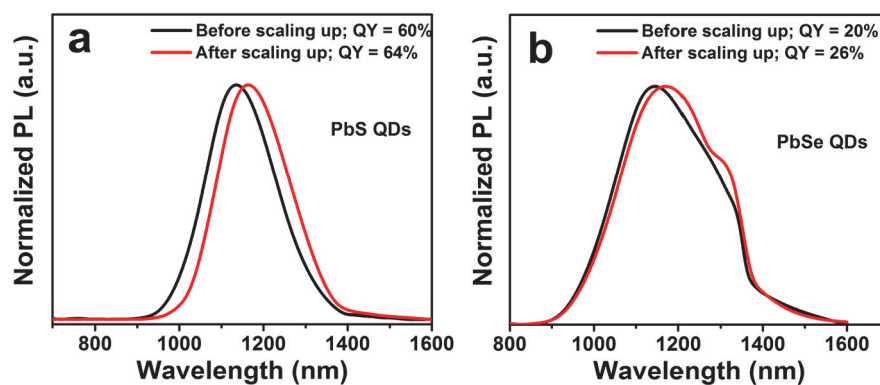 a
Before scaling up; QY = 60%
After scaling up; QY = 64%
PbS QDs
Normalized PL (a.u.)
800 1000 1200 1400 1600
Wavelength (nm)
b
Before scaling up; QY = 20%
After scaling up; QY = 26%
PbSe QDs
Normalized PL (a.u.)
800 1000 1200 1400 1600
Wavelength (nm)